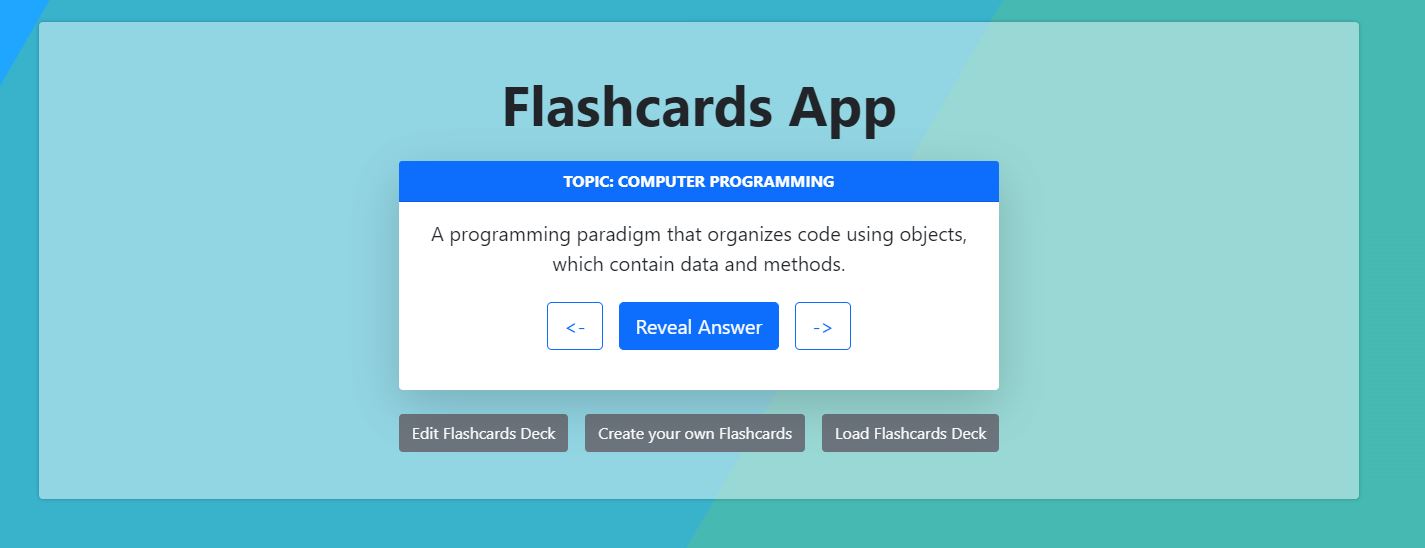 Flashcards App
TOPIC: COMPUTER PROGRAMMING
A programming paradigm that organizes code using objects,
which contain data and methods.
<- Reveal Answer ->
Edit Flashcards Deck Create your own Flashcards Load Flashcards Deck